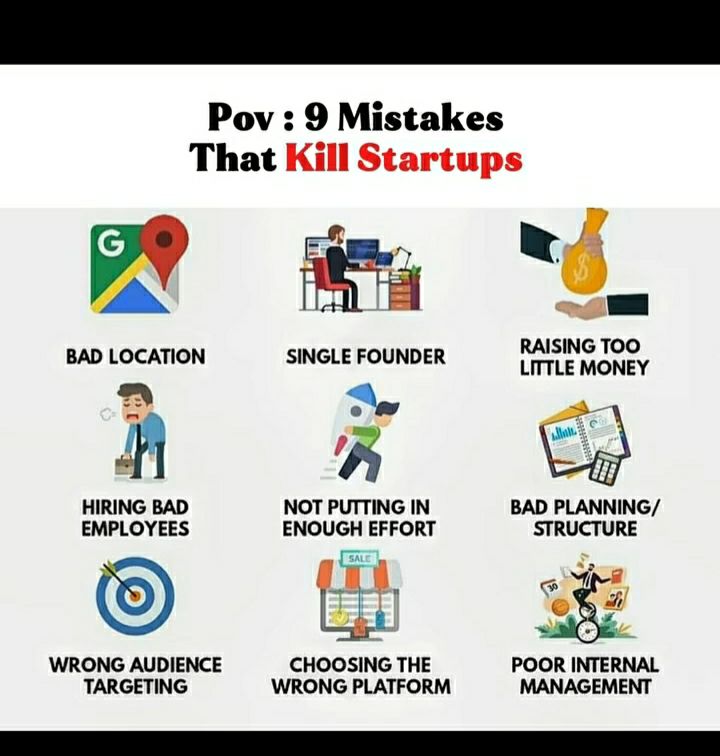 Pov : 9 Mistakes
That Kill Startups
G
BAD LOCATION
SINGLE FOUNDER
$
RAISING TOO
LITTLE MONEY
HIRING BAD
EMPLOYEES
NOT PUTTING IN
ENOUGH EFFORT
BAD PLANNING/
STRUCTURE
WRONG AUDIENCE
TARGETING
SALE
CHOOSING THE
WRONG PLATFORM
30
POOR INTERNAL
MANAGEMENT